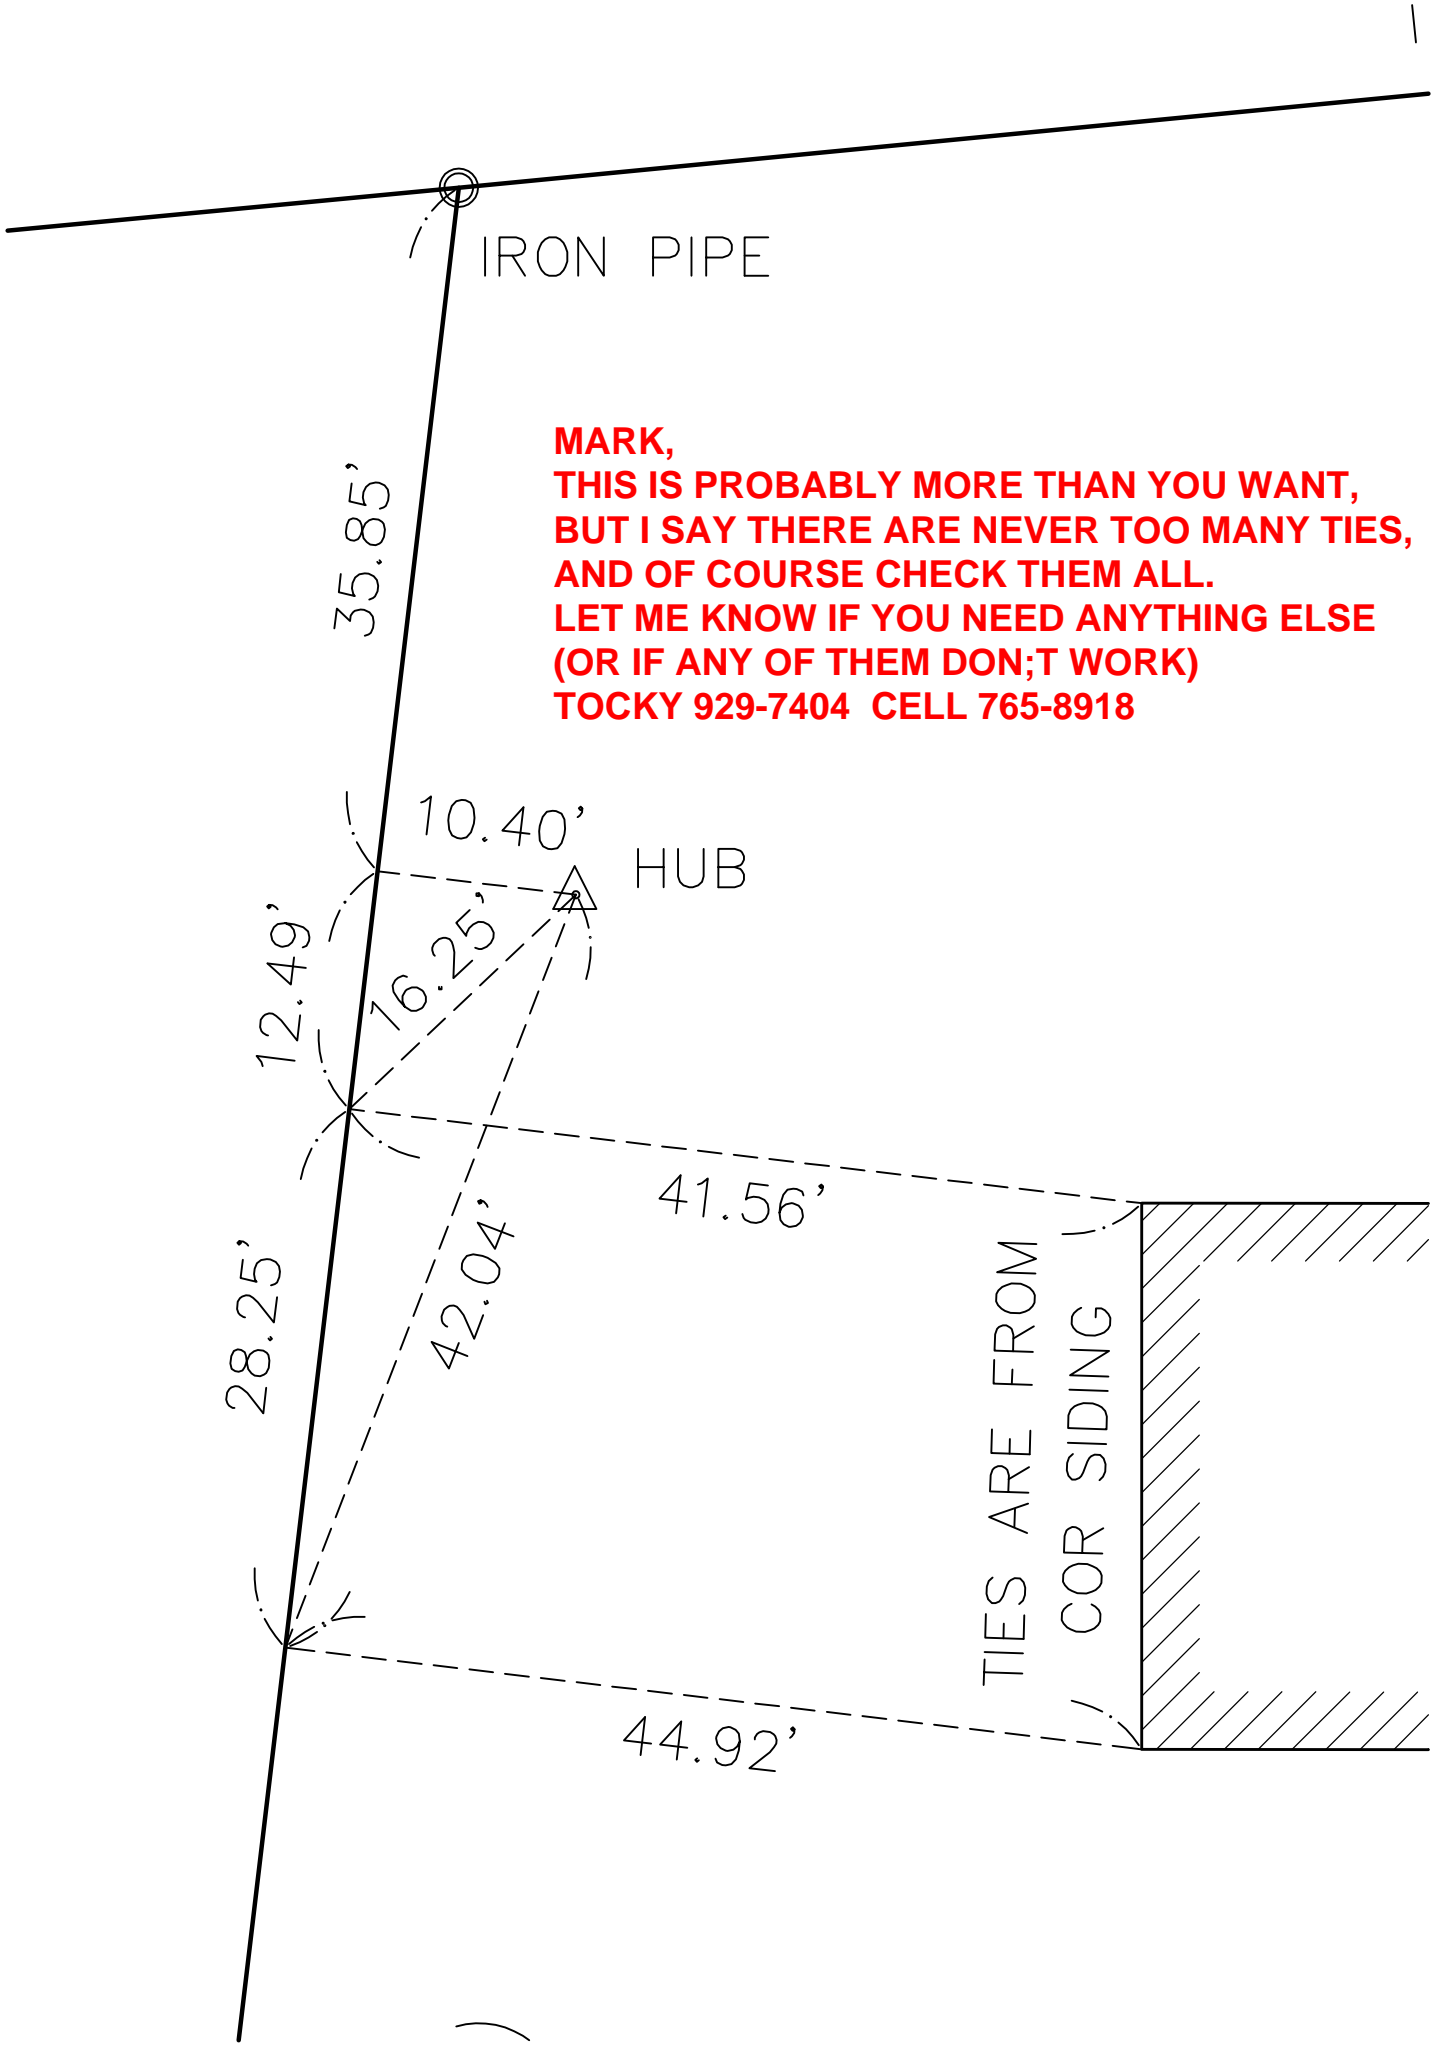 IRON PIPE
MARK,
THIS IS PROBABLY MORE THAN YOU WANT,
BUT I SAY THERE ARE NEVER TOO MANY TIES,
AND OF COURSE CHECK THEM ALL.
LET ME KNOW IF YOU NEED ANYTHING ELSE
(OR IF ANY OF THEM DON;T WORK)
TOCKY 929-7404  CELL 765-8918
35.85'
10.40'
HUB
12.49'
16.25'
41.56'
28.25'
42.04'
TIES ARE FROM
COR SIDING
44.92'